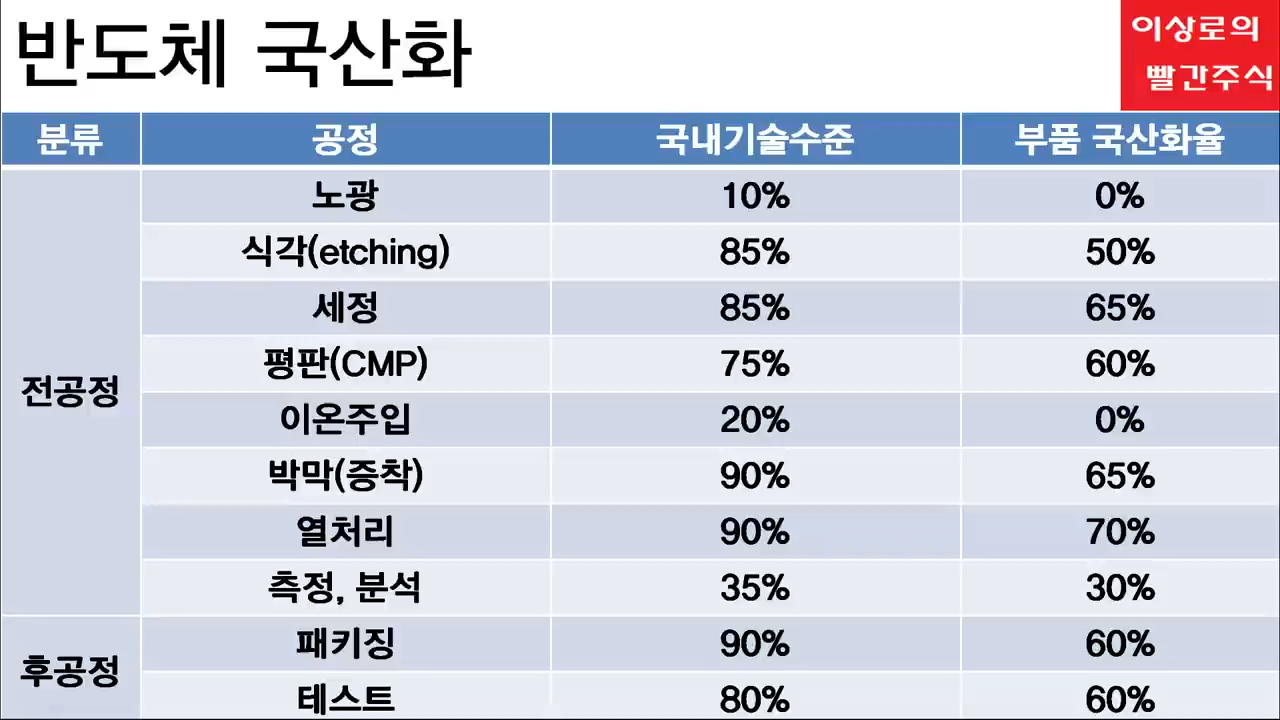 반도체 국산화
이상로의
빨간주식
분류 공정 국내기술수준 부품 국산화율
전공정
노광 10% 0%
식각(etching) 85% 50%
세정 85% 65%
평판(CMP) 75% 60%
이온주입 20% 0%
박막(증착) 90% 65%
열처리 90% 70%
측정, 분석 35% 30%
후공정
패키징 90% 60%
테스트 80% 60%